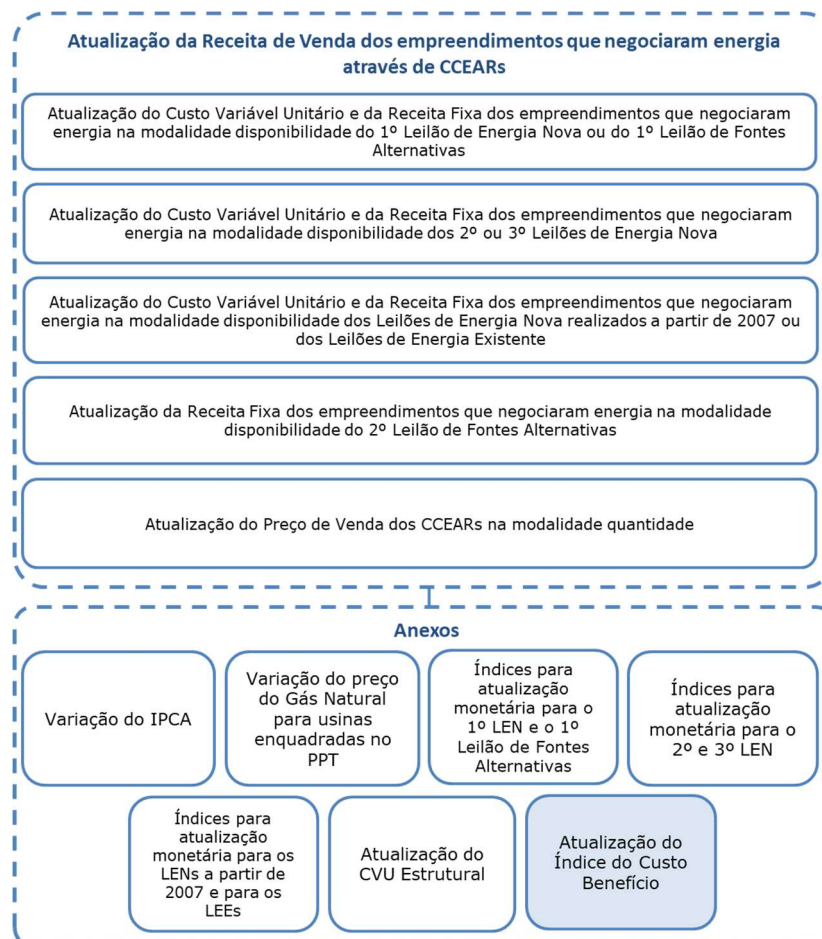 Atualização da Receita de Venda dos empreendimentos que negociaram energia
através de CCEARs
Atualização do Custo Variável Unitário e da Receita Fixa dos empreendimentos que negociaram
energia na modalidade disponibilidade do 1º Leilão de Energia Nova ou do 1º Leilão de Fontes
Alternativas
Atualização do Custo Variável Unitário e da Receita Fixa dos empreendimentos que negociaram
energia na modalidade disponibilidade dos 2º ou 3º Leilões de Energia Nova
Atualização do Custo Variável Unitário e da Receita Fixa dos empreendimentos que negociaram
energia na modalidade disponibilidade dos Leilões de Energia Nova realizados a partir de 2007 ou
dos Leilões de Energia Existente
Atualização da Receita Fixa dos empreendimentos que negociaram energia na modalidade
disponibilidade do 2º Leilão de Fontes Alternativas
Atualização do Preço de Venda dos CCEARs na modalidade quantidade
Anexos
Variação do IPCA
Variação do preço
do Gás Natural
para usinas
enquadradas no
PPT
Índices para
atualização
monetária para o
1º LEN e o 1º
Leilão de Fontes
Alternativas
Índices para
atualização
monetária para o
2º e 3º LEN
Índices para
atualização
monetária para os
LENs a partir de
2007 e para os
LEEs
Atualização do
CVU Estrutural
Atualização do
Índice do Custo
Benefício